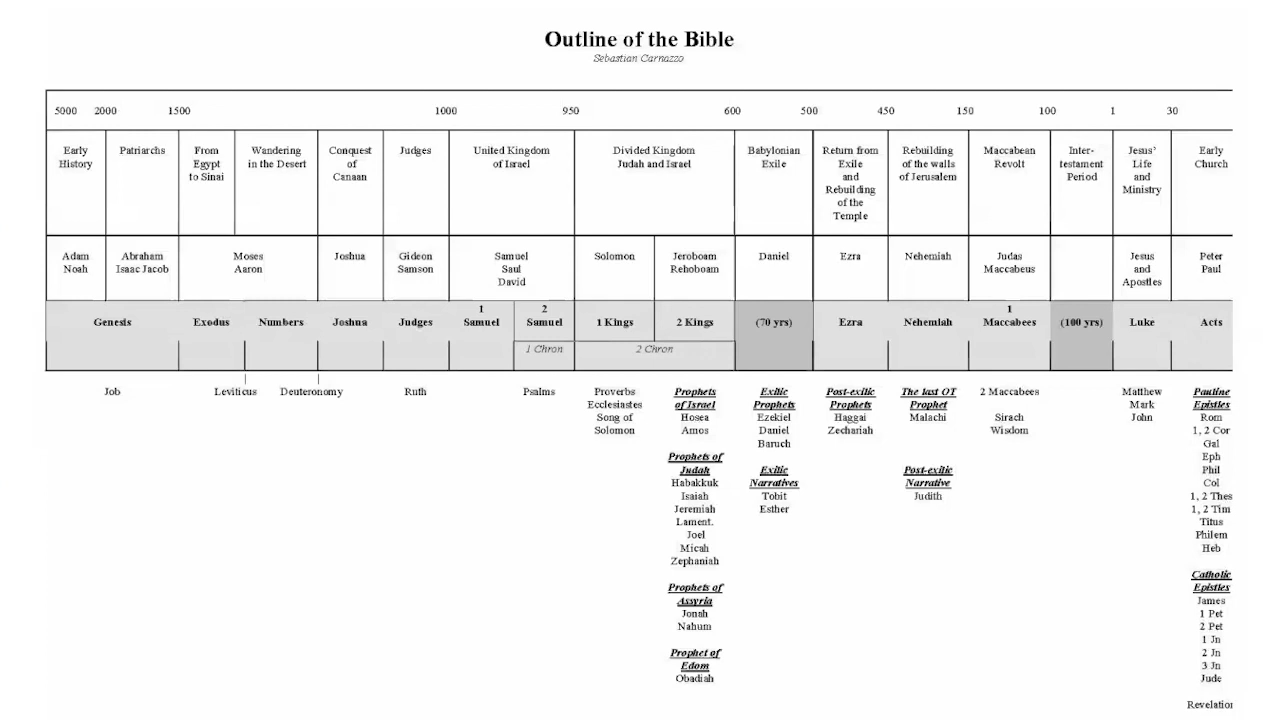 Outline of the Bible
Sebastian Carnazzo
5000 2000 1500 1000 950 600 500 450 150 100 1 30
Early
History
Patriarchs
From
Egypt
to Sinai
Wandering
in the Desert
Conquest
of
Canaan
Judges
United Kingdom
of Israel
Divided Kingdom
Judah and Israel
Babylonian
Exile
Return from
Exile
and
Rebuilding
of the
Temple
Rebuilding
of the walls
of Jerusalem
Maccabean
Revolt
Inter-
testament
Period
Jesus'
Life
and
Ministry
Early
Church
Adam
Noah
Abraham
Isaac Jacob
Moses
Aaron
Joshua
Gideon
Samson
Samuel
Saul
David
Solomon
Jeroboam
Rehoboam
Daniel
Ezra
Nehemiah
Judas
Maccabeus
Jesus
and
Apostles
Peter
Paul
Genesis
Exodus
Numbers
Joshua
Judges
1
Samuel
2
Samuel
1 Kings
2 Kings
(70 yrs)
Ezra
Nehemiah
1
Maccabees
(100 yrs)
Luke
Acts
1 Chron
2 Chron
Job
Leviticus
Deuteronomy
Ruth
Psalms
Proverbs
Ecclesiastes
Song of
Solomon
Prophets
of Israel
Hosea
Amos
Prophets of
Judah
Habakkuk
Isaiah
Jeremiah
Lament.
Joel
Micah
Zephaniah
Prophets of
Assyria
Jonah
Nahum
Prophet of
Edom
Obadiah
Exilic
Prophets
Ezekiel
Daniel
Baruch
Exilic
Narratives
Tobit
Esther
Post-exilic
Prophets
Haggai
Zechariah
The last OT
Prophet
Malachi
Post-exilic
Narrative
Judith
2 Maccabees
Sirach
Wisdom
Matthew
Mark
John
Pauline
Epistles
Rom
1, 2 Cor
Gal
Eph
Phil
Col
1, 2 Thes
1, 2 Tim
Titus
Philem
Heb
Catholic
Epistles
James
1 Pet
2 Pet
1 Jn
2 Jn
3 Jn
Jude
Revelation